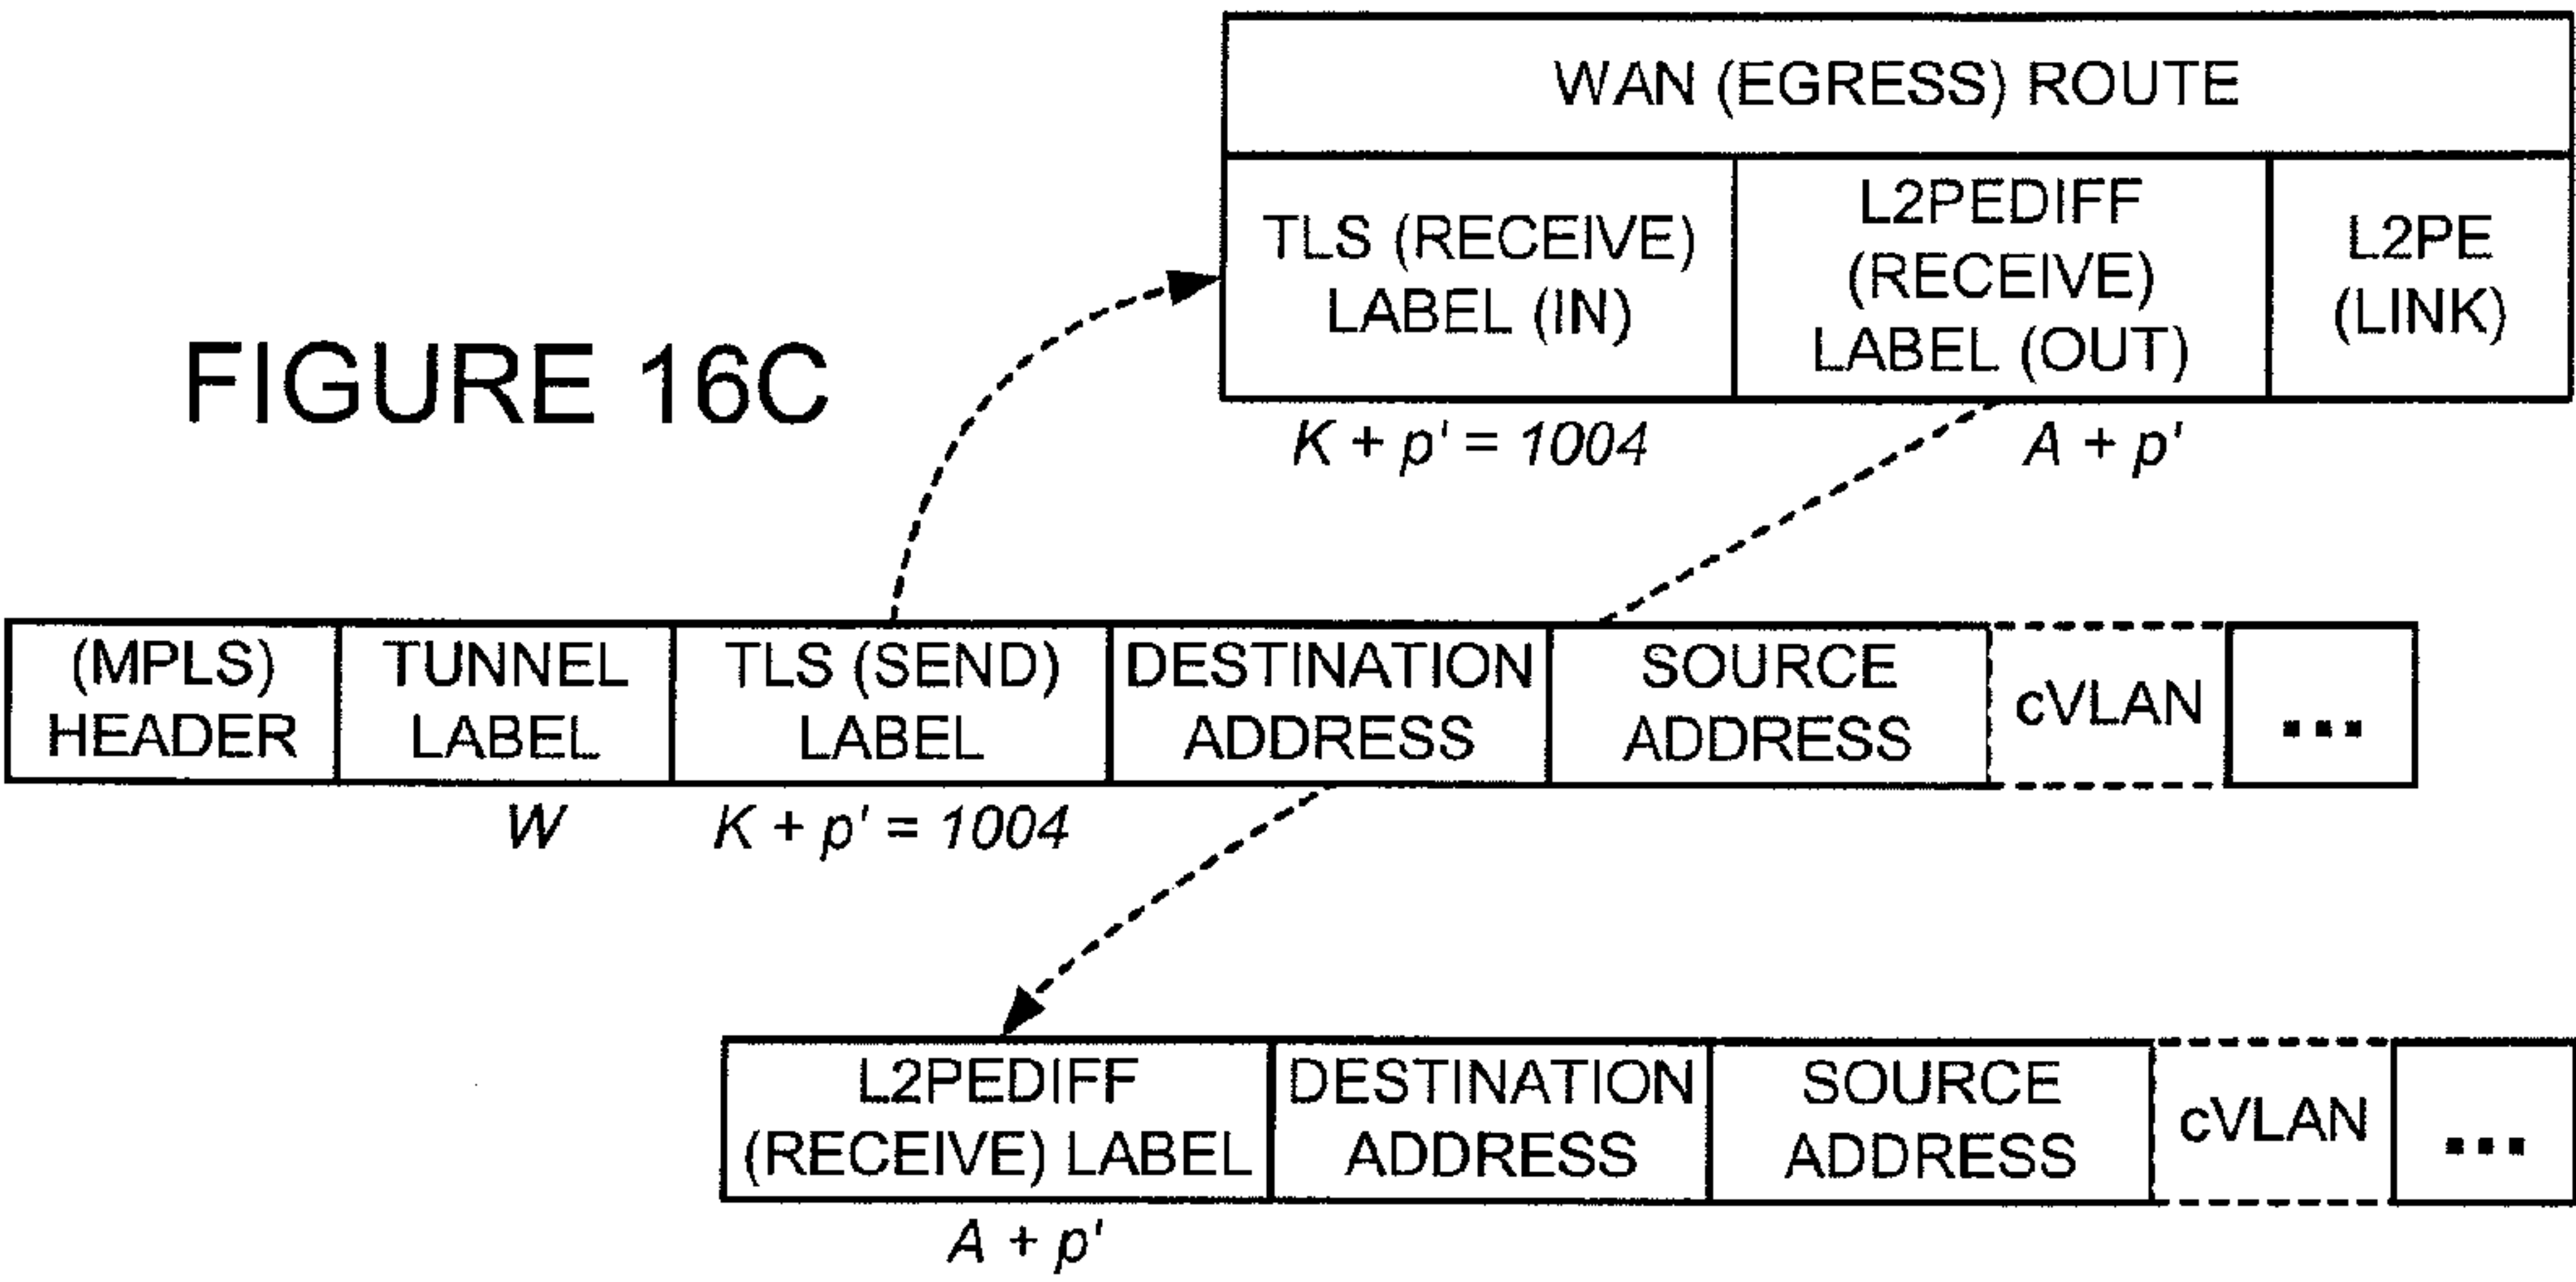 WAN (EGRESS) ROUTE
TLS (RECEIVE)
LABEL (IN)
L2PEDIFF
(RECEIVE)
LABEL (OUT)
L2PE
(LINK)
K + p' = 1004
A + p'
FIGURE 16C
(MPLS)
HEADER
TUNNEL
LABEL
TLS (SEND)
LABEL
DESTINATION
ADDRESS
SOURCE
ADDRESS
cVLAN
...
W
K + p' = 1004
L2PEDIFF
(RECEIVE) LABEL
DESTINATION
ADDRESS
SOURCE
ADDRESS
cVLAN
...
A + p'